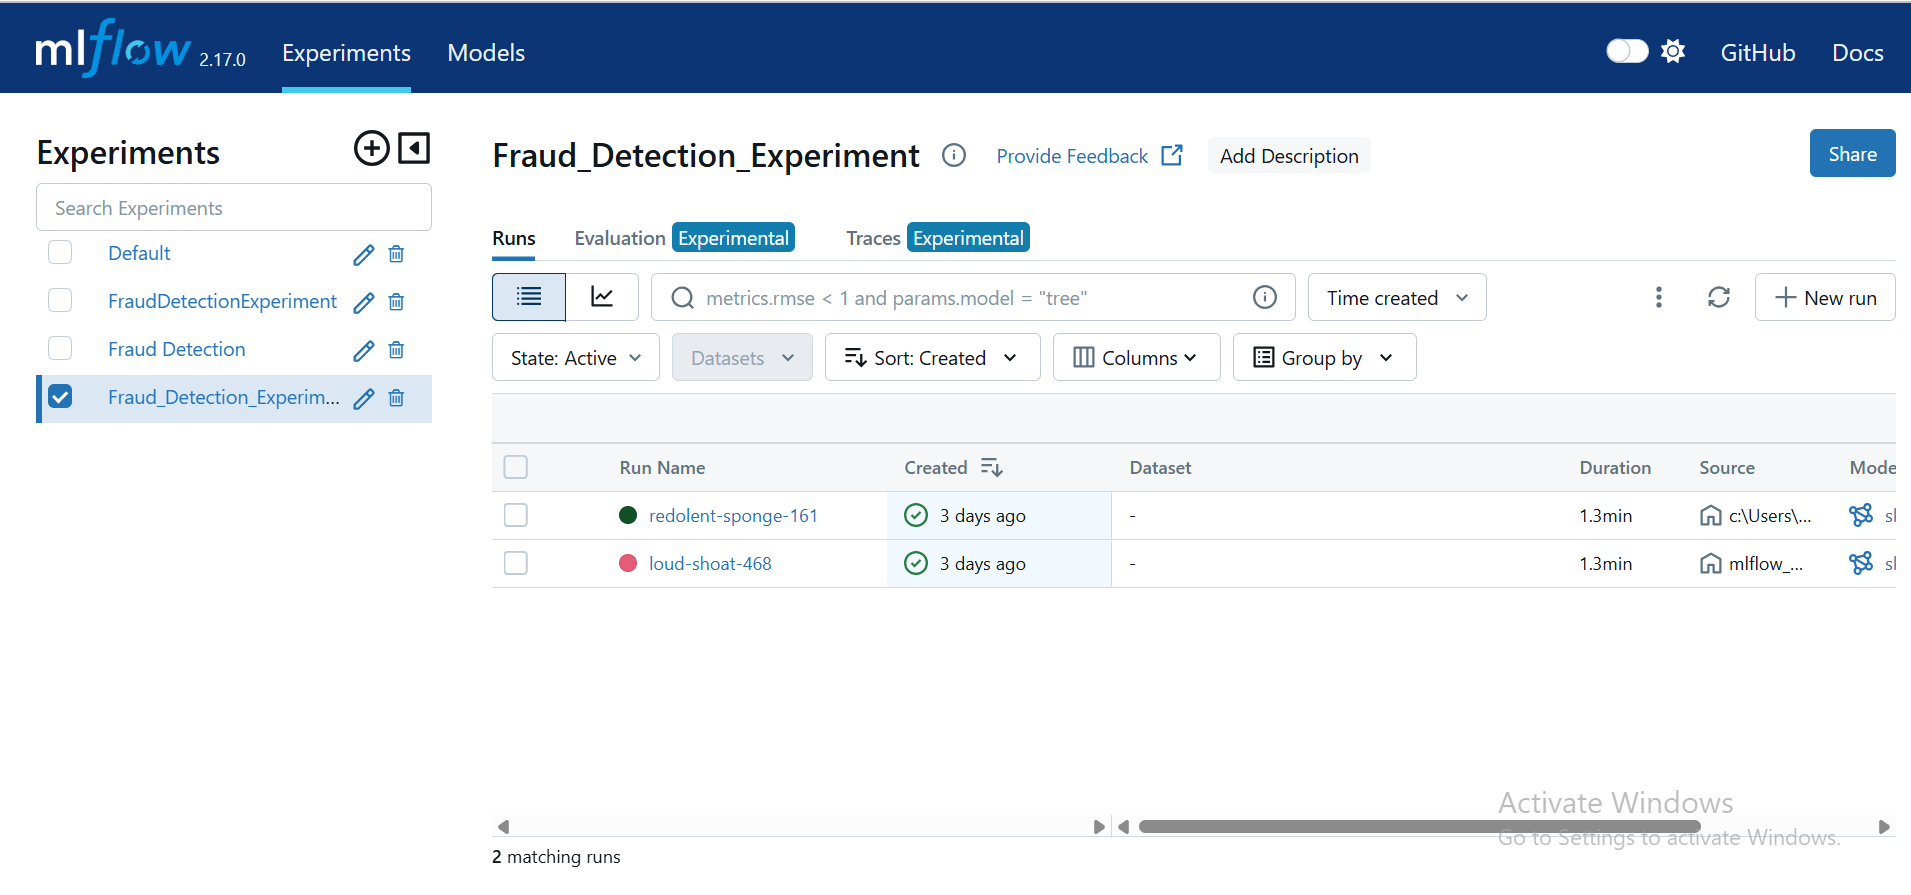 mlflow 2.17.0 Experiments Models GitHub Docs
Experiments
Search Experiments
Default
FraudDetectionExperiment
Fraud Detection
Fraud_Detection_Experim...
Fraud_Detection_Experiment Provide Feedback Add Description Share
Runs Evaluation Experimental Traces Experimental
metrics.rmse < 1 and params.model = "tree" Time created New run
State: Active Datasets Sort: Created Columns Group by
Run Name Created Dataset Duration Source Mode
redolent-sponge-161 3 days ago - 1.3min c:\Users\... sl
loud-shoat-468 3 days ago - 1.3min mlflow_... sl
2 matching runs
Activate Windows
Go to Settings to activate Windows.